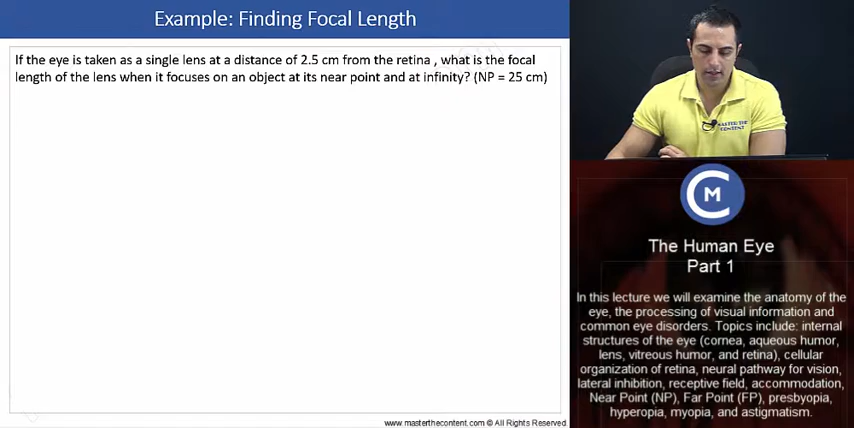 Example: Finding Focal Length
If the eye is taken as a single lens at a distance of 2.5 cm from the retina , what is the focal
length of the lens when it focuses on an object at its near point and at infinity? (NP = 25 cm)
MASTER THE
CONTENT
C M
The Human Eye
Part 1
In this lecture we will examine the anatomy of the
eye, the processing of visual information and
common eye disorders. Topics include: internal
structures of the eye (cornea, aqueous humor,
lens, vitreous humor, and retina), cellular
organization of retina, neural pathway for vision,
lateral inhibition, receptive field, accommodation,
Near Point (NP), Far Point (FP), presbyopia,
hyperopia, myopia, and astigmatism.
www.masterthecontent.com © All Rights Reserved